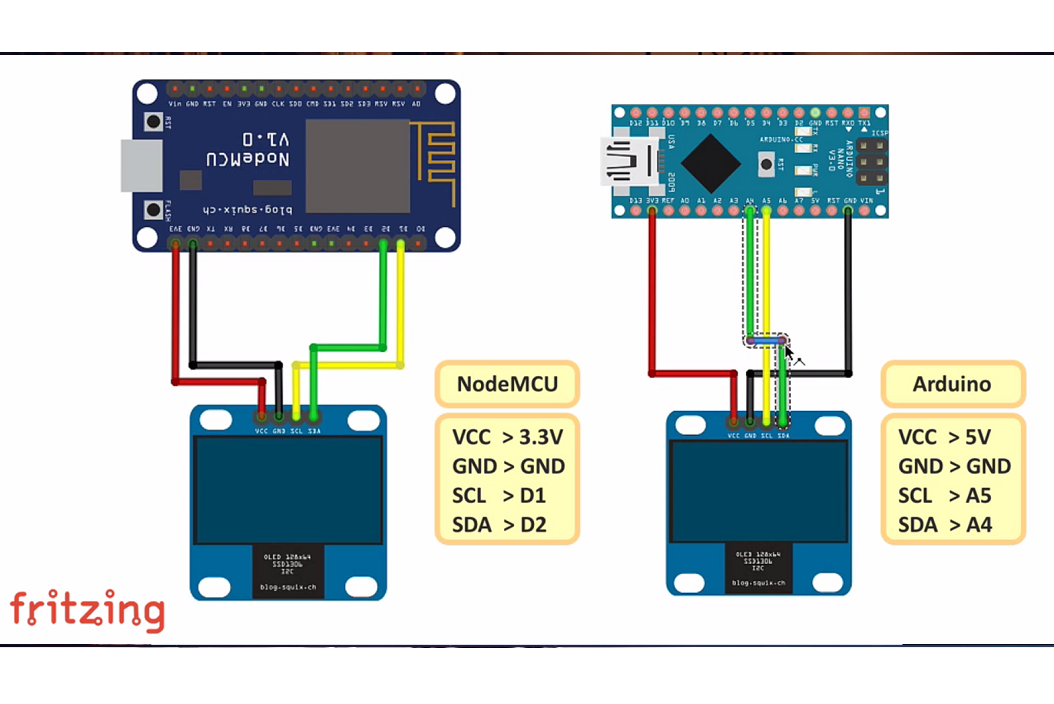 Vin GND RST EN 3V3 GND CLK SD0 CMD SD1 SD2 SD3 RSV RSV A0
RST
NodeMCU
V1.0
FLASH
blog.squix.ch
3V3 GND TX RX D8 D7 D6 D5 GND 3V3 D4 D3 D2 D1 D0
D12 D11 D10 D9 D8 D7 D6 D5 D4 D3 D2 GND RST RX0 TX1
ARDUINO.CC
ICSP
TX
RX
PWR
L
RST
USA
2009
ARDUINO
NANO
V3.0
1
D13 3V3 REF A0 A1 A2 A3 A4 A5 A6 A7 5V RST GND VIN
VCC GND SCL SDA
OLED 128x64
SSD1306
I2C
blog.squix.ch
NodeMCU
VCC > 3.3V
GND > GND
SCL > D1
SDA > D2
VCC GND SCL SDA
OLED 128x64
SSD1306
I2C
blog.squix.ch
Arduino
VCC > 5V
GND > GND
SCL > A5
SDA > A4
fritzing